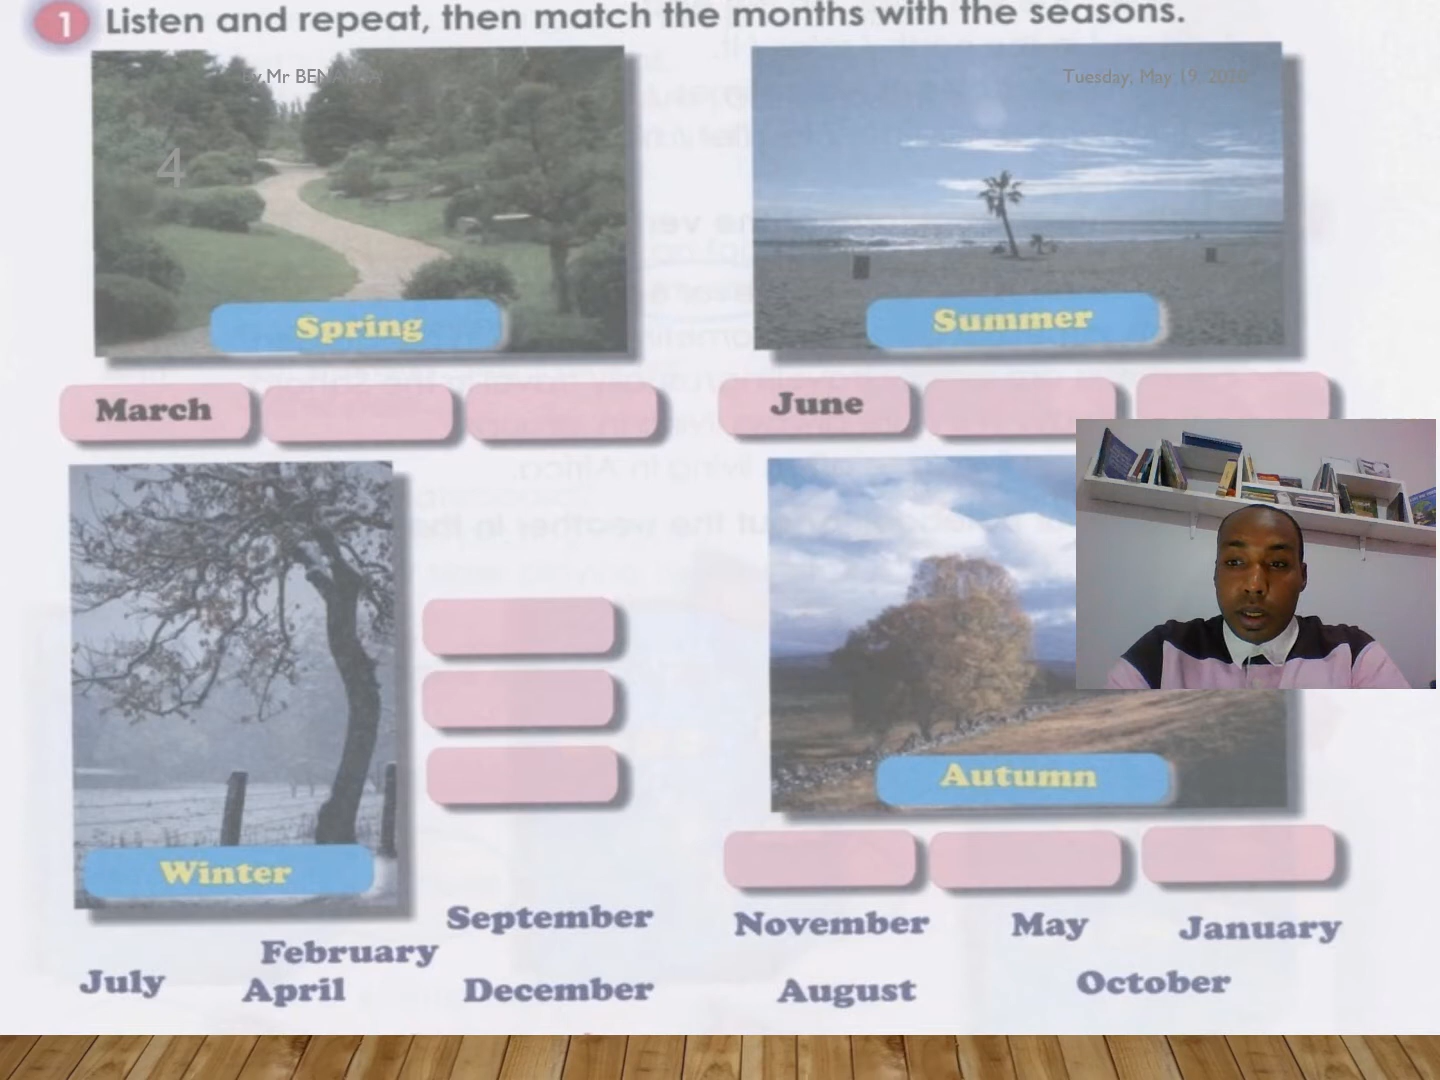 1 Listen and repeat, then match the months with the seasons.
Tuesday, May 19, 2020
4
Spring
Summer
March
June
Winter
Autumn
September
November
May
January
February
July
April
December
August
October